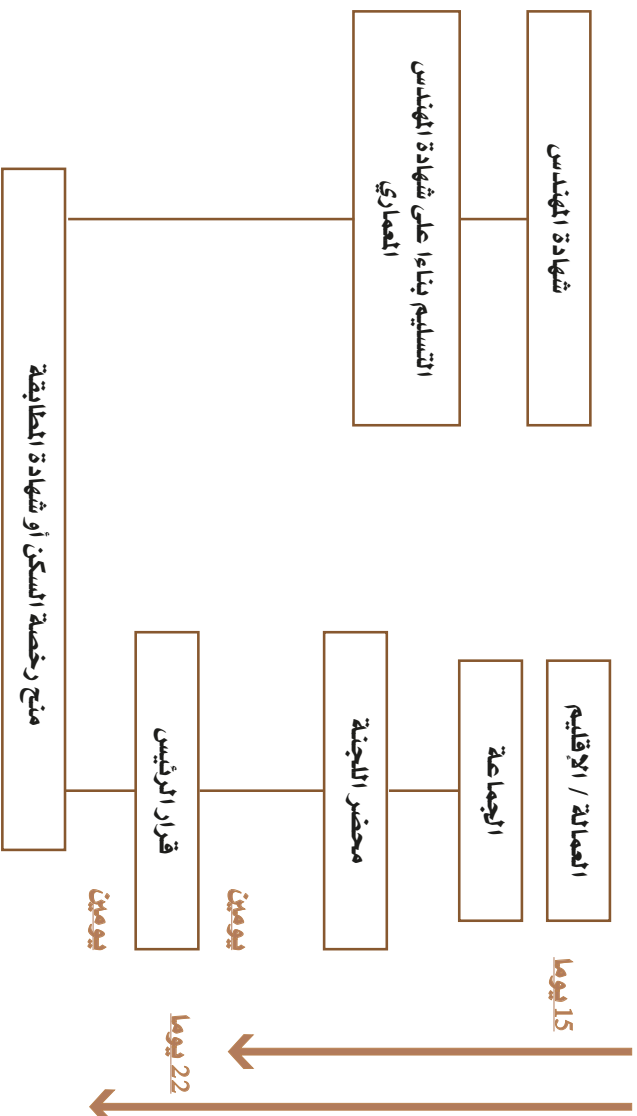 شهادة المهندس
التسليم بناءا على شهادة المهندس
المعماري
العمالة / الإقليم
الجماعة
محضر اللجنة
قرار الرئيس
منح رخصة السكن أو شهادة المطابقة
15 يوما
يومين
يومين
22 يوما